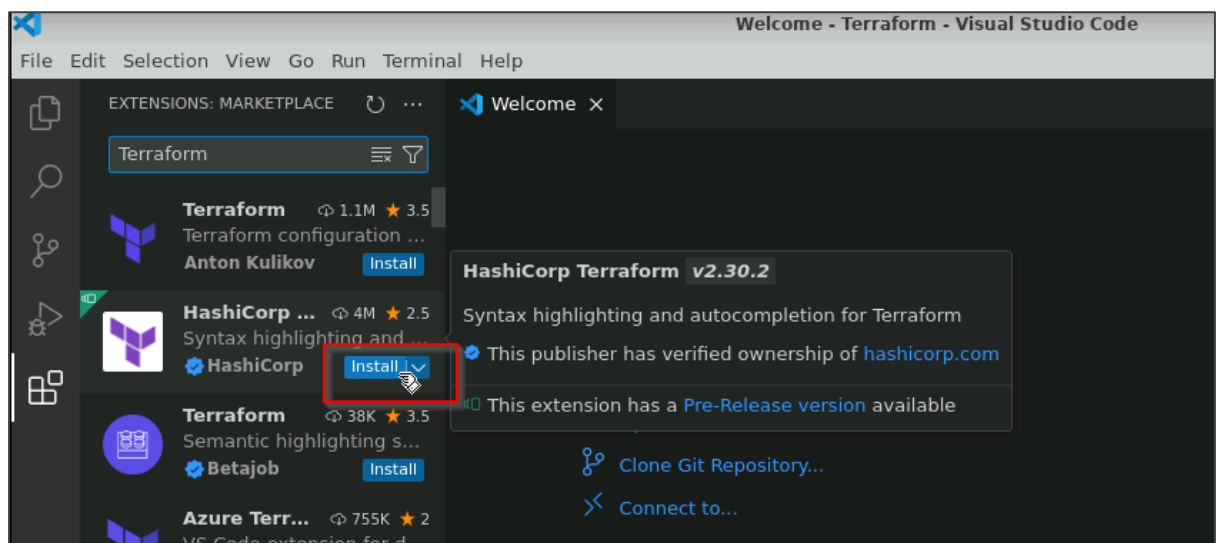 Welcome - Terraform - Visual Studio Code
File Edit Selection View Go Run Terminal Help
EXTENSIONS: MARKETPLACE
Welcome
Terraform
Terraform 1.1M 3.5
Terraform configuration ...
Anton Kulikov Install
HashiCorp ... 4M 2.5
Syntax highlighting and ...
HashiCorp Install
Terraform 38K 3.5
Semantic highlighting s...
Betajob Install
Azure Terr... 755K 2
VS Code extension for d...
HashiCorp Terraform v2.30.2
Syntax highlighting and autocompletion for Terraform
This publisher has verified ownership of hashicorp.com
This extension has a Pre-Release version available
Clone Git Repository...
Connect to...